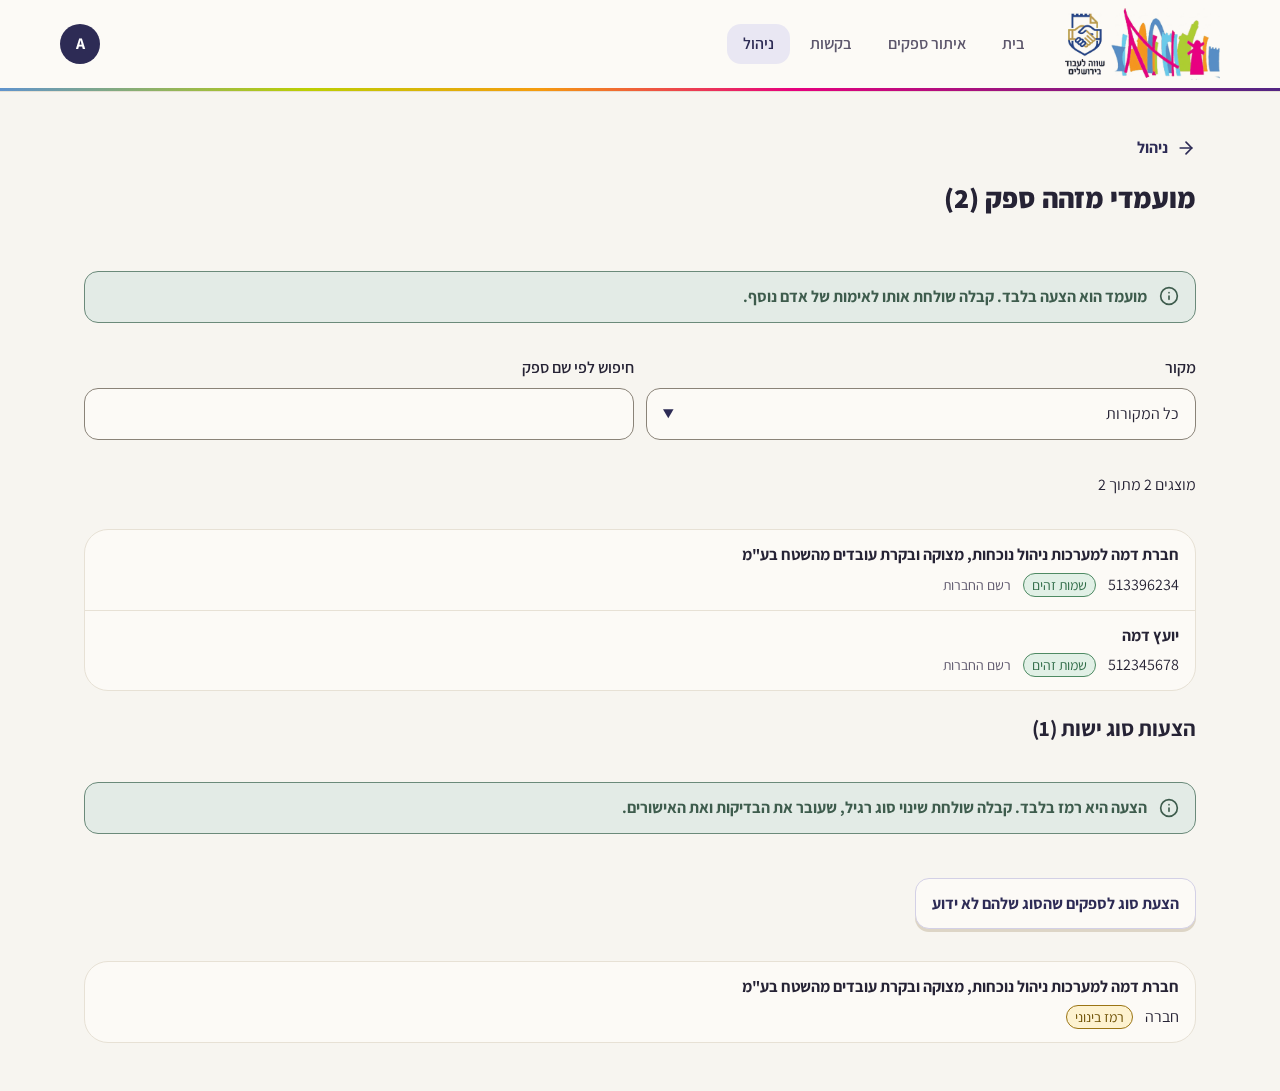 שווה לעבוד
בירושלים
בית
איתור ספקים
בקשות
ניהול
A
ניהול
מועמדי מזהה ספק (2)
מועמד הוא הצעה בלבד. קבלה שולחת אותו לאימות של אדם נוסף.
מקור
חיפוש לפי שם ספק
כל המקורות
מוצגים 2 מתוך 2
חברת דמה למערכות ניהול נוכחות, מצוקה ובקרת עובדים מהשטח בע"מ
513396234 שמות זהים רשם החברות
יועץ דמה
512345678 שמות זהים רשם החברות
הצעות סוג ישות (1)
הצעה היא רמז בלבד. קבלה שולחת שינוי סוג רגיל, שעובר את הבדיקות ואת האישורים.
הצעת סוג לספקים שהסוג שלהם לא ידוע
חברת דמה למערכות ניהול נוכחות, מצוקה ובקרת עובדים מהשטח בע"מ
חברה רמז בינוני